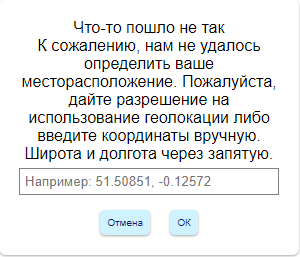 Что-то пошло не так
К сожалению, нам не удалось
определить ваше
месторасположение. Пожалуйста,
дайте разрешение на
использование геолокации либо
введите координаты вручную.
Широта и долгота через запятую.
Например: 51.50851, -0.12572
Отмена
ОК